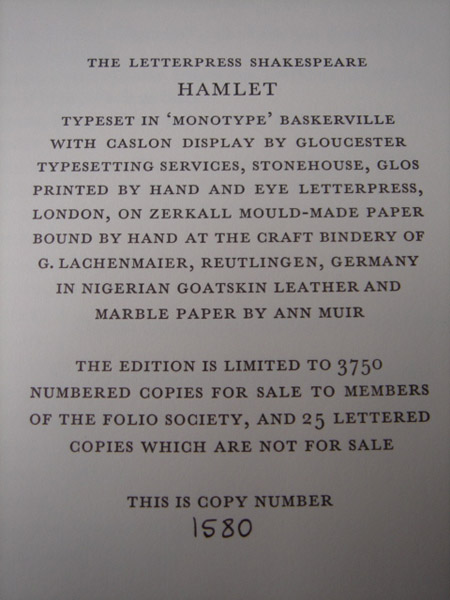 THE LETTERPRESS SHAKESPEARE
HAMLET
TYPESET IN ‘MONOTYPE’ BASKERVILLE
WITH CASLON DISPLAY BY GLOUCESTER
TYPESETTING SERVICES, STONEHOUSE, GLOS
PRINTED BY HAND AND EYE LETTERPRESS,
LONDON, ON ZERKALL MOULD-MADE PAPER
BOUND BY HAND AT THE CRAFT BINDERY OF
G. LACHENMAIER, REUTLINGEN, GERMANY
IN NIGERIAN GOATSKIN LEATHER AND
MARBLE PAPER BY ANN MUIR
THE EDITION IS LIMITED TO 3750
NUMBERED COPIES FOR SALE TO MEMBERS
OF THE FOLIO SOCIETY, AND 25 LETTERED
COPIES WHICH ARE NOT FOR SALE
THIS IS COPY NUMBER
1580